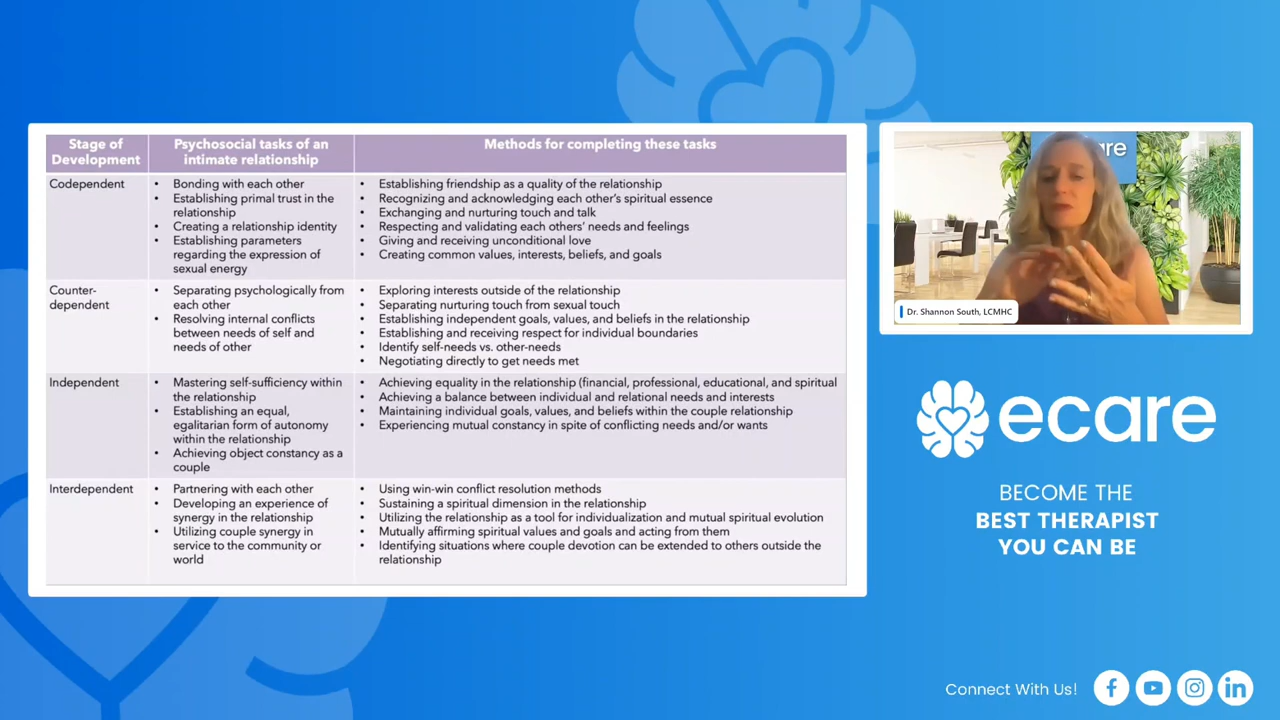 Stage of Development
Psychosocial tasks of an intimate relationship
Methods for completing these tasks
Codependent
• Bonding with each other
• Establishing primal trust in the
relationship
• Creating a relationship identity
• Establishing parameters
regarding the expression of
sexual energy
• Establishing friendship as a quality of the relationship
• Recognizing and acknowledging each other's spiritual essence
• Exchanging and nurturing touch and talk
• Respecting and validating each others' needs and feelings
• Giving and receiving unconditional love
• Creating common values, interests, beliefs, and goals
Counter-
dependent
• Separating psychologically from
each other
• Resolving internal conflicts
between needs of self and
needs of other
• Exploring interests outside of the relationship
• Separating nurturing touch from sexual touch
• Establishing independent goals, values, and beliefs in the relationship
• Establishing and receiving respect for individual boundaries
• Identify self-needs vs. other-needs
• Negotiating directly to get needs met
Independent
• Mastering self-sufficiency within
the relationship
• Establishing an equal,
egalitarian form of autonomy
within the relationship
• Achieving object constancy as a
couple
• Achieving equality in the relationship (financial, professional, educational, and spiritual
• Achieving a balance between individual and relational needs and interests
• Maintaining individual goals, values, and beliefs within the couple relationship
• Experiencing mutual constancy in spite of conflicting needs and/or wants
Interdependent
• Partnering with each other
• Developing an experience of
synergy in the relationship
• Utilizing couple synergy in
service to the community or
world
• Using win-win conflict resolution methods
• Sustaining a spiritual dimension in the relationship
• Utilizing the relationship as a tool for individualization and mutual spiritual evolution
• Mutually affirming spiritual values and goals and acting from them
• Identifying situations where couple devotion can be extended to others outside the
relationship
Dr. Shannon South, LCMHC
ecare
BECOME THE
BEST THERAPIST
YOU CAN BE
Connect With Us!